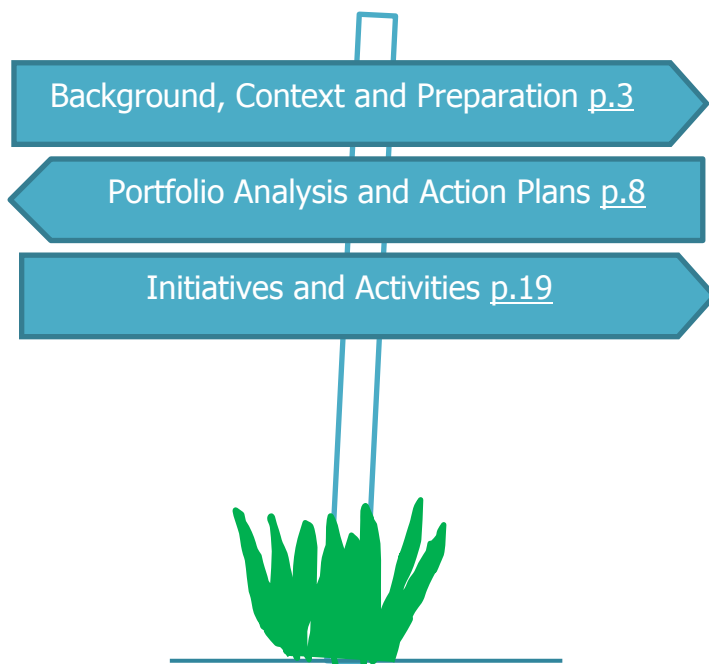 Background, Context and Preparation p.3
Portfolio Analysis and Action Plans p.8
Initiatives and Activities p.19